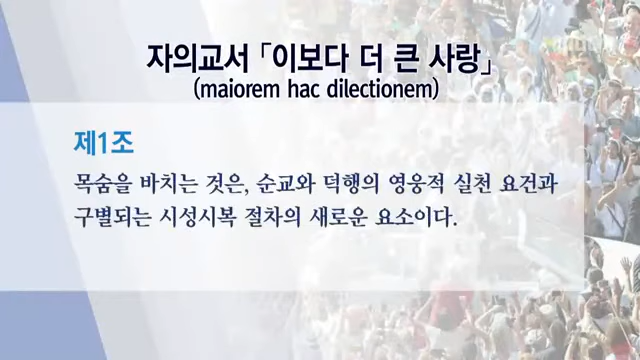 자의교서 「이보다 더 큰 사랑」
(maiorem hac dilectionem)
제1조
목숨을 바치는 것은, 순교와 덕행의 영웅적 실천 요건과
구별되는 시성시복 절차의 새로운 요소이다.